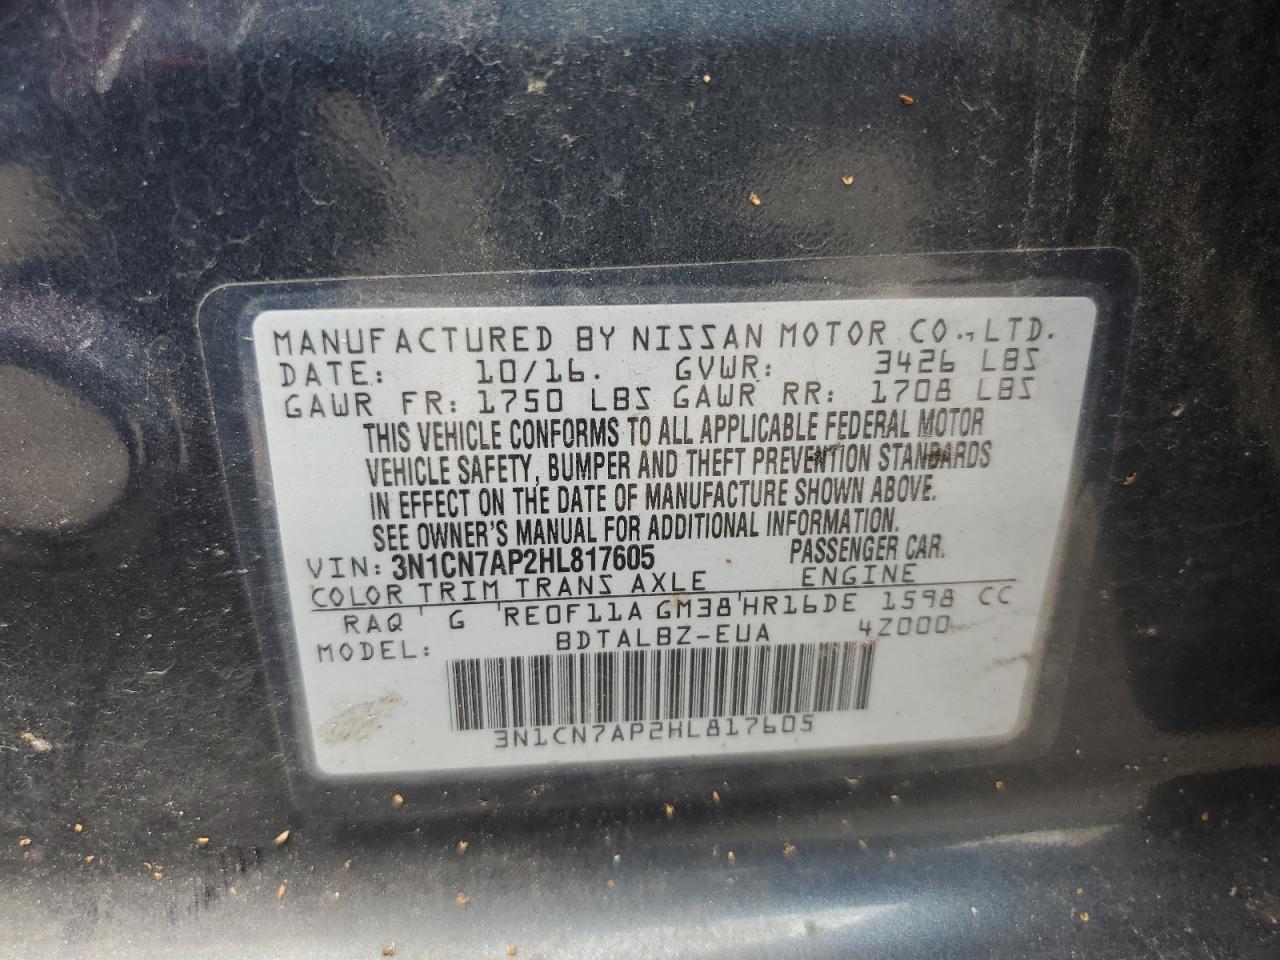 MANUFACTURED BY NISSAN MOTOR CO., LTD.
DATE: 10/16. GVWR: 3426 LBS
GAWR FR: 1750 LBS GAWR RR: 1708 LBS
THIS VEHICLE CONFORMS TO ALL APPLICABLE FEDERAL MOTOR
VEHICLE SAFETY, BUMPER AND THEFT PREVENTION STANDARDS
IN EFFECT ON THE DATE OF MANUFACTURE SHOWN ABOVE.
SEE OWNER'S MANUAL FOR ADDITIONAL INFORMATION.
VIN: 3N1CN7AP2HL817605 PASSENGER CAR.
COLOR TRIM TRANS AXLE ENGINE
RAQ G RE0F11A GM38 HR16DE 1598 CC
MODEL: BDTALBZ-EUA 4Z000
3N1CN7AP2HL817605